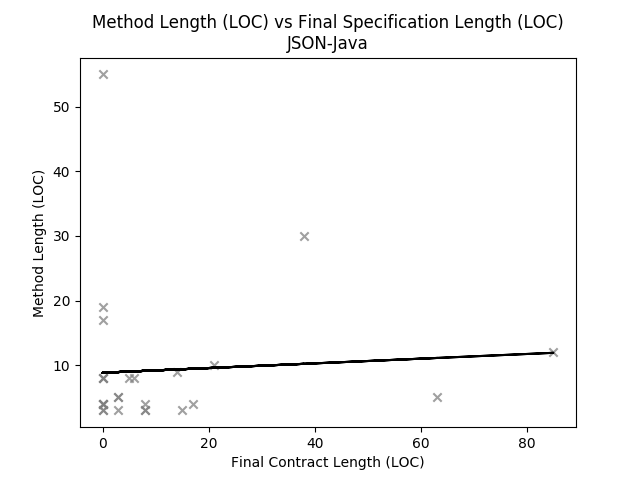 Method Length (LOC) vs Final Specification Length (LOC)
JSON-Java
50
40
30
20
10
Method Length (LOC)
0 20 40 60 80
Final Contract Length (LOC)